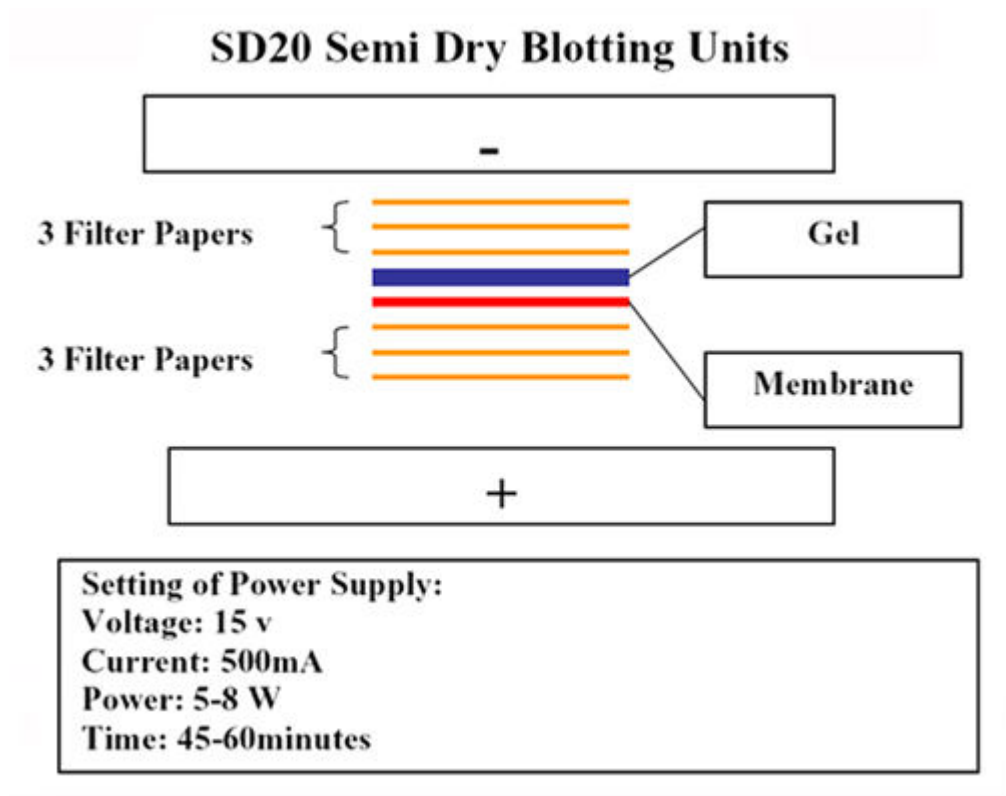 SD20 Semi Dry Blotting Units
-
3 Filter Papers
Gel
3 Filter Papers
Membrane
+
Setting of Power Supply:
Voltage: 15 v
Current: 500mA
Power: 5-8 W
Time: 45-60minutes